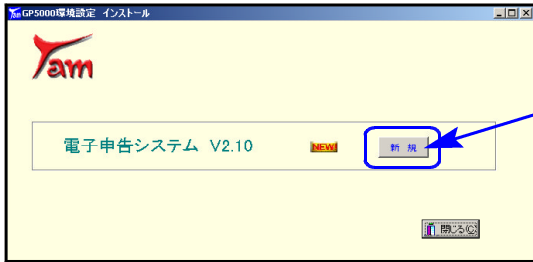 GP5000環境設定 インストール
Tam
電子申告システム V2.10 NEW 新 規
閉じる(C)